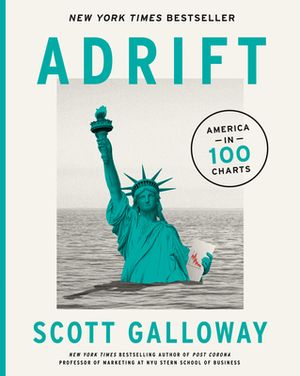 NEW YORK TIMES BESTSELLER
ADRIFT
AMERICA
—IN—
100
CHARTS
SCOTT GALLOWAY
NEW YORK TIMES BESTSELLING AUTHOR OF POST CORONA
PROFESSOR OF MARKETING AT NYU STERN SCHOOL OF BUSINESS